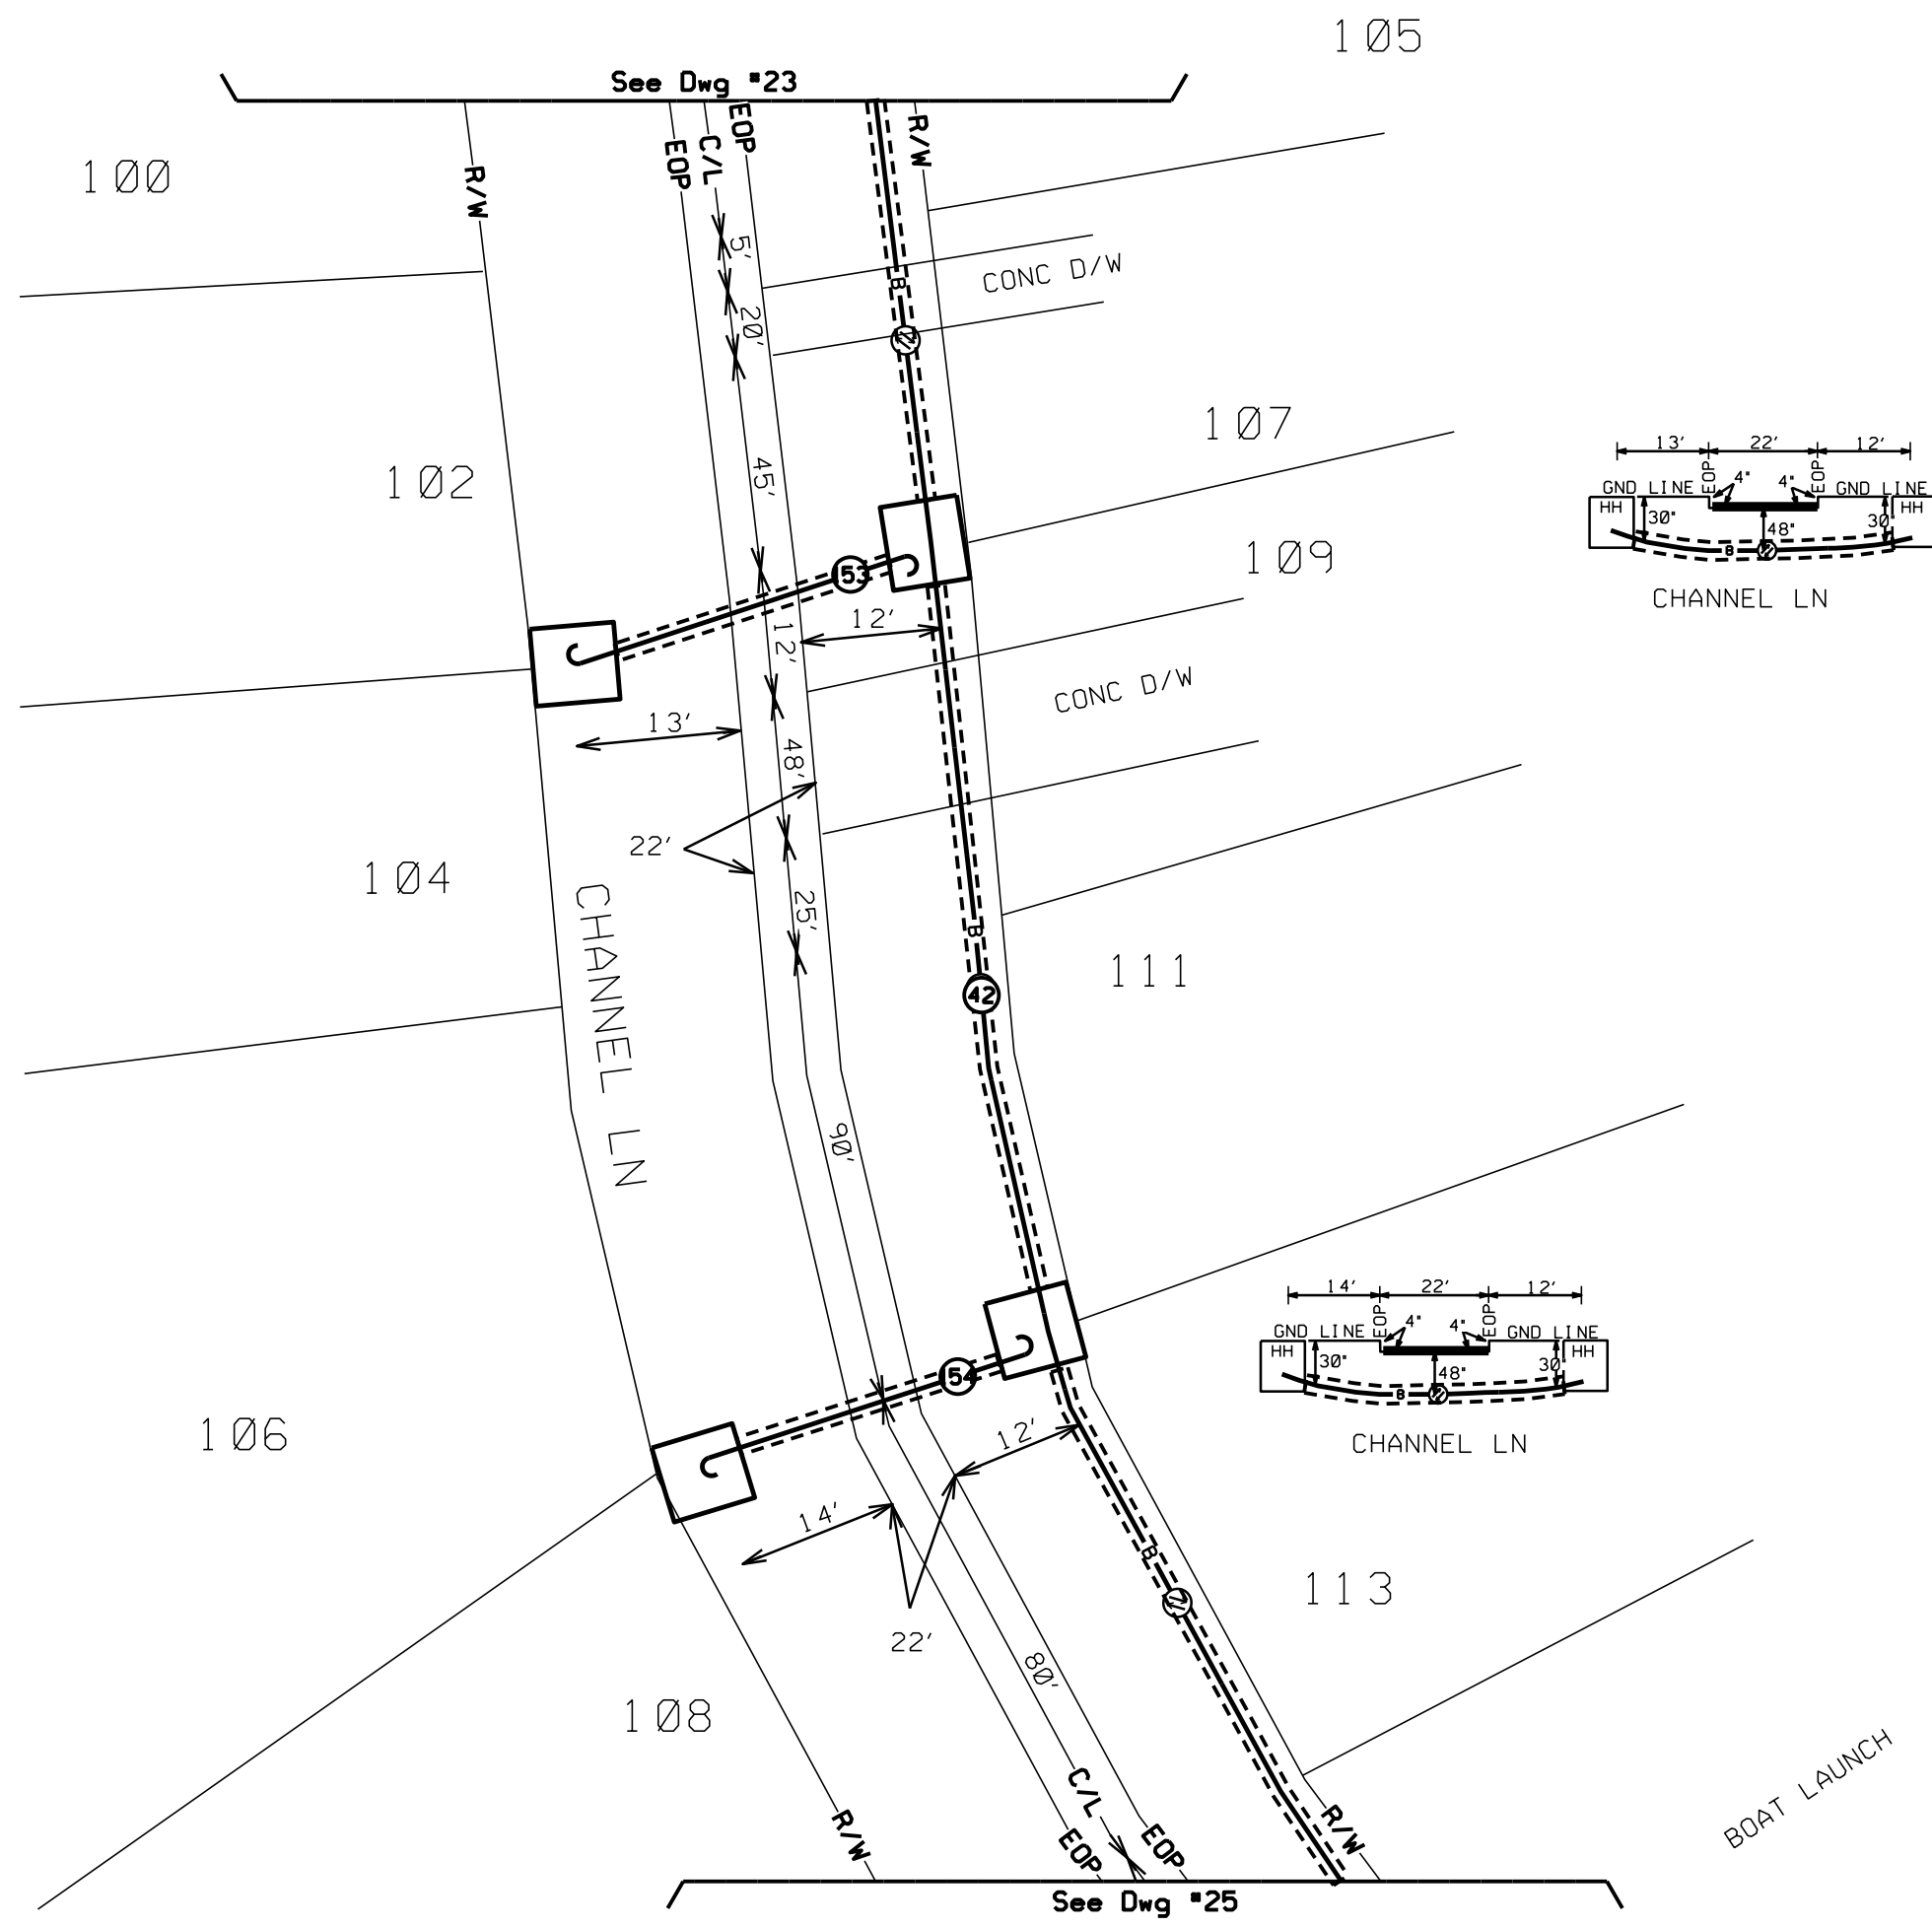 105
See Dwg #23
100
R/W
EOP
C/L
EOP
R/W
5'
20'
CONC D/W
B
102
45'
107
109
53
12'
12'
13'
CONC D/W
48'
22'
104
25'
CHANNEL LN
B
111
42
90'
13'
22'
12'
EOP
EOP
4"
4"
GND LINE
GND LINE
HH
HH
30"
30"
48"
B
CHANNEL LN
14'
22'
12'
EOP
EOP
4"
4"
GND LINE
GND LINE
HH
HH
30"
30"
48"
B
CHANNEL LN
54
106
12'
14'
22'
B
113
80'
108
BOAT LAUNCH
R/W
C/L
EOP
EOP
R/W
See Dwg #25